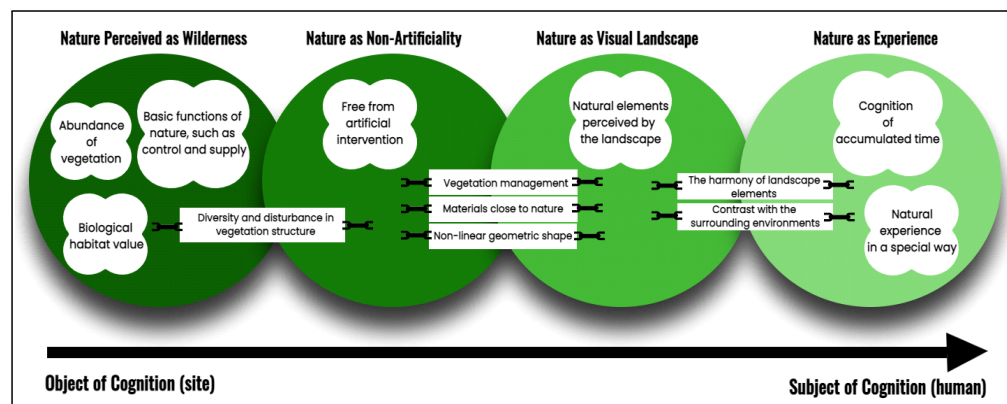 Nature Perceived as Wilderness
Nature as Non-Artificiality
Nature as Visual Landscape
Nature as Experience
Abundance
of
vegetation
Basic functions of
nature, such as
control and supply
Biological
habitat value
Diversity and disturbance in
vegetation structure
Free from
artificial
intervention
Vegetation management
Materials close to nature
Non-linear geometric shape
Natural elements
perceived by
the landscape
The harmony of landscape
elements
Contrast with the
surrounding environments
Cognition
of
accumulated time
Natural
experience
in a special way
Object of Cognition (site)
Subject of Cognition (human)